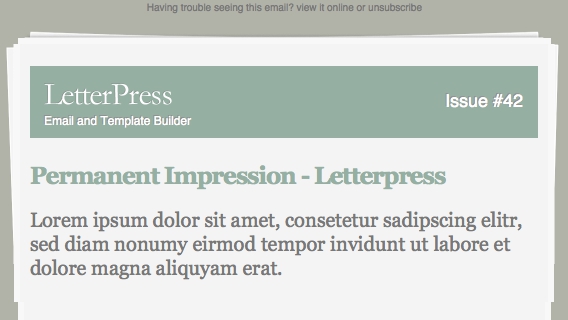 Having trouble seeing this email? view it online or unsubscribe
LetterPress
Email and Template Builder
Issue #42
Permanent Impression - Letterpress
Lorem ipsum dolor sit amet, consetetur sadipscing elitr,
sed diam nonumy eirmod tempor invidunt ut labore et
dolore magna aliquyam erat.